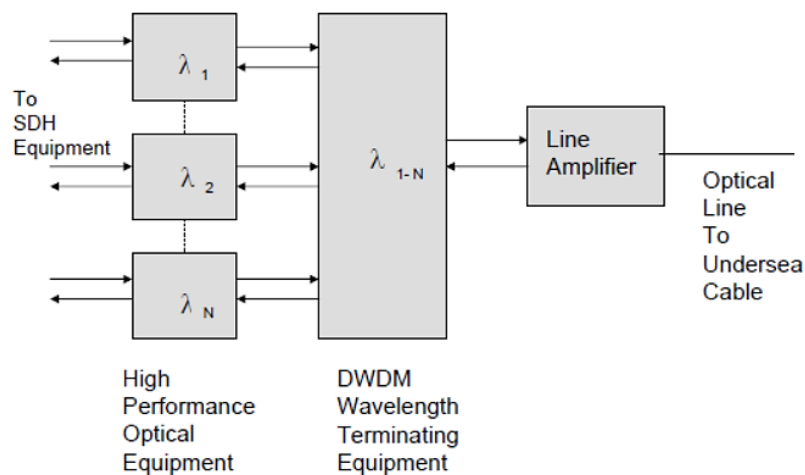 To
SDH
Equipment
λ 1
λ 2
λ N
λ 1-N
Line
Amplifier
Optical
Line
To
Undersea
Cable
High
Performance
Optical
Equipment
DWDM
Wavelength
Terminating
Equipment